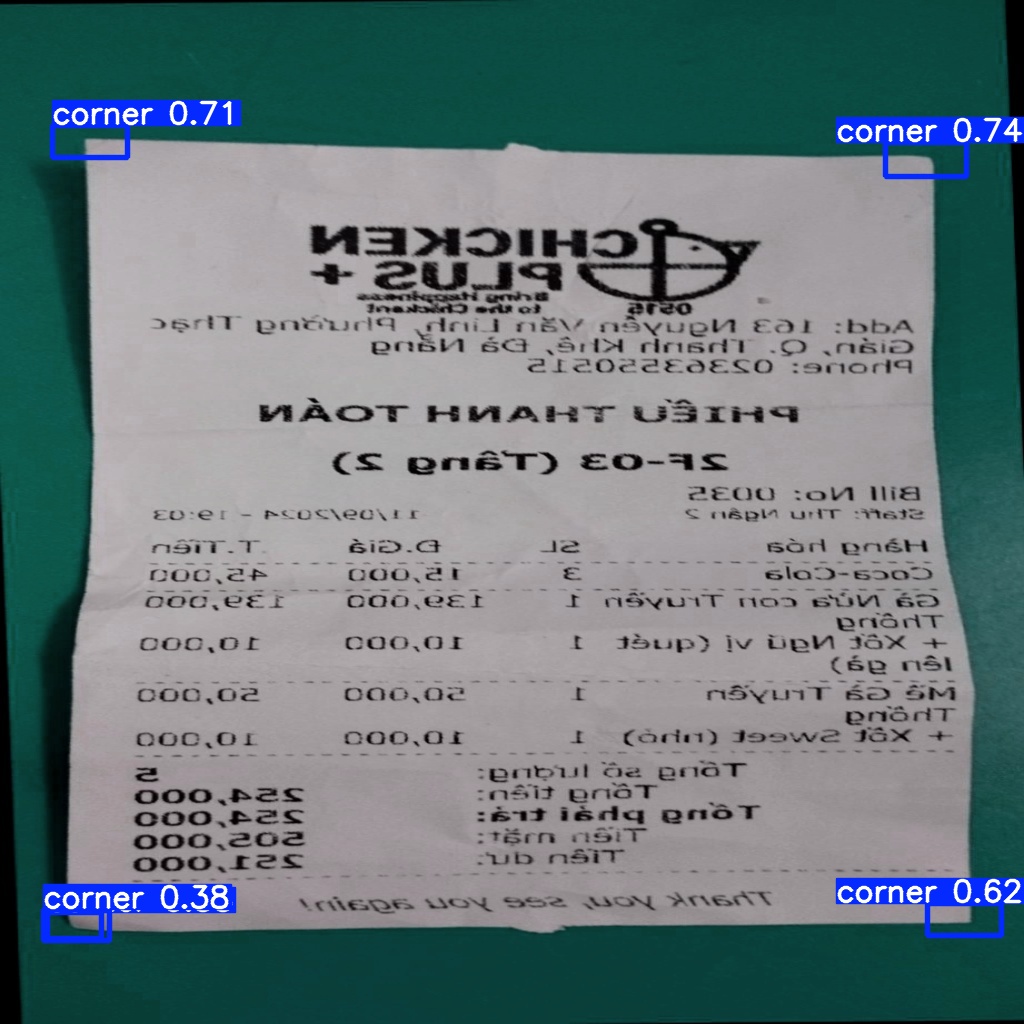 corner 0.71
corner 0.74
CHICKEN
PLUS +
Bring Happiness
to the Chickent
0515
Add: 163 Nguyễn Văn Linh, Phường Thạc
Gián, Q. Thanh Khê, Đà Nẵng
Phone: 02363550515
PHIẾU THANH TOÁN
2F-03 (Tầng 2)
Bill No: 0035
Staff: Thu Ngân 2 11/09/2024 - 19:03
Hàng hóa SL Đ.Giá T.Tiền
Coca-Cola 3 15,000 45,000
Gà Nửa con Truyền 1 139,000 139,000
Thống
+ Xốt Ngũ vị (quét 1 10,000 10,000
lên gà)
Mề Gà Truyền 1 50,000 50,000
Thống
+ Xốt Sweet (nhỏ) 1 10,000 10,000
Tổng số lượng: 5
Tổng tiền: 254,000
Tổng phải trả: 254,000
Tiền mặt: 505,000
Tiền dư: 251,000
Thank you, see you again!
corner 0.38
corner 0.62